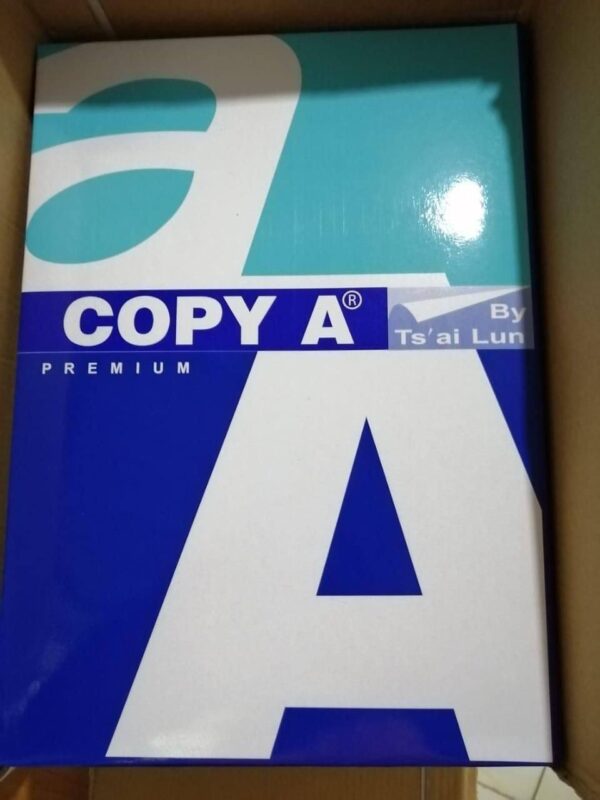 a
COPY A®
By
Ts'ai Lun
PREMIUM
A